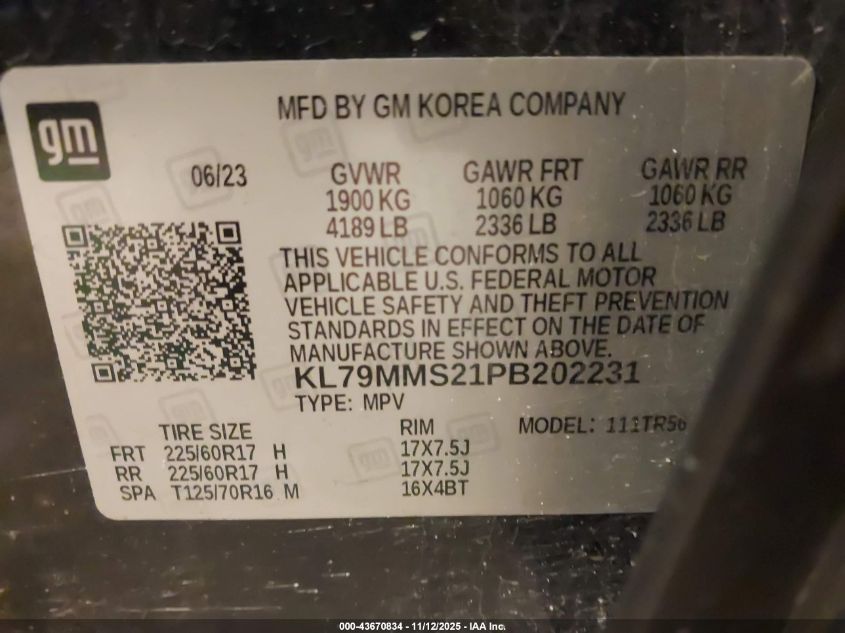 gm
MFD BY GM KOREA COMPANY
06/23 GVWR GAWR FRT GAWR RR
1900 KG 1060 KG 1060 KG
4189 LB 2336 LB 2336 LB
THIS VEHICLE CONFORMS TO ALL
APPLICABLE U.S. FEDERAL MOTOR
VEHICLE SAFETY AND THEFT PREVENTION
STANDARDS IN EFFECT ON THE DATE OF
MANUFACTURE SHOWN ABOVE.
KL79MMS21PB202231
TYPE: MPV
TIRE SIZE RIM MODEL: 111TR56
FRT 225/60R17 H 17X7.5J
RR 225/60R17 H 17X7.5J
SPA T125/70R16 M 16X4BT
000-43670834 - 11/12/2025 - IAA Inc.